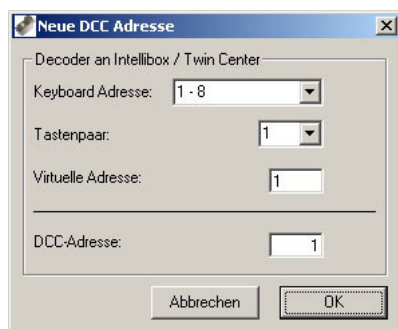 Neue DCC Adresse
Decoder an Intellibox / Twin Center
Keyboard Adresse: 1 - 8
Tastenpaar: 1
Virtuelle Adresse: 1
DCC-Adresse: 1
Abbrechen OK